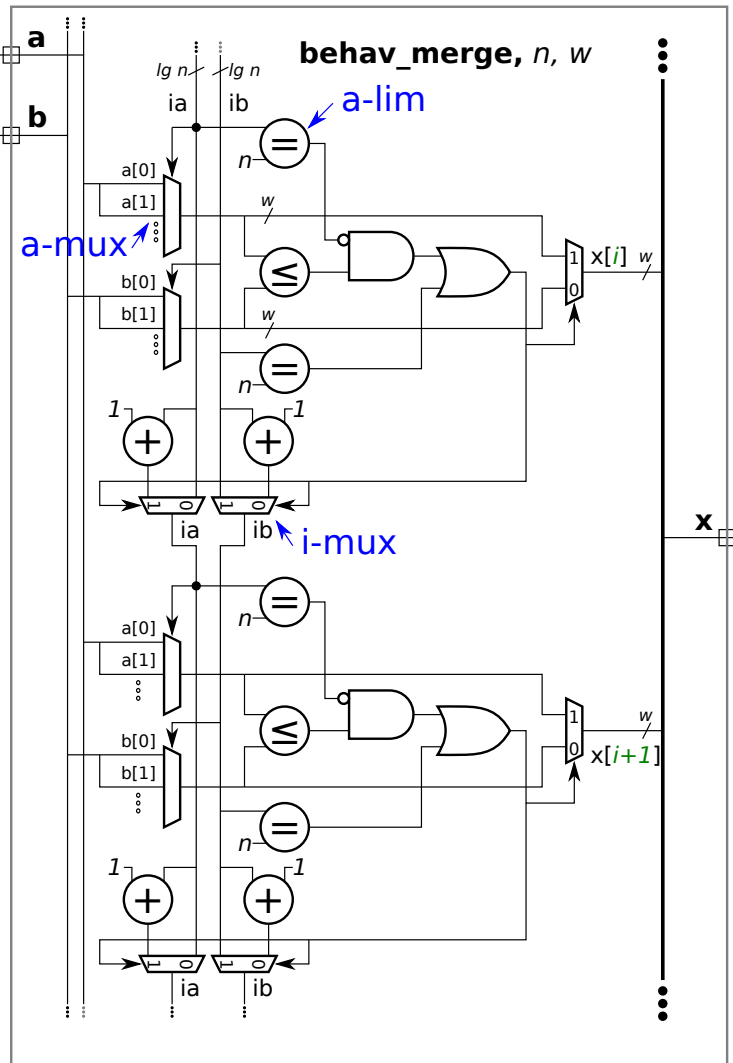 behav_merge, n, w
a
b
lg n lg n
ia ib
a-lim
=
n
a[0]
a[1]
a-mux
w
≤
b[0]
b[1]
w
=
n
1 0
x[i] w
1 + + 1
1 0 1 0
ia ib
i-mux
x
=
n
a[0]
a[1]
≤
b[0]
b[1]
=
n
1 0
w
x[i+1]
1 + + 1
1 0 1 0
ia ib